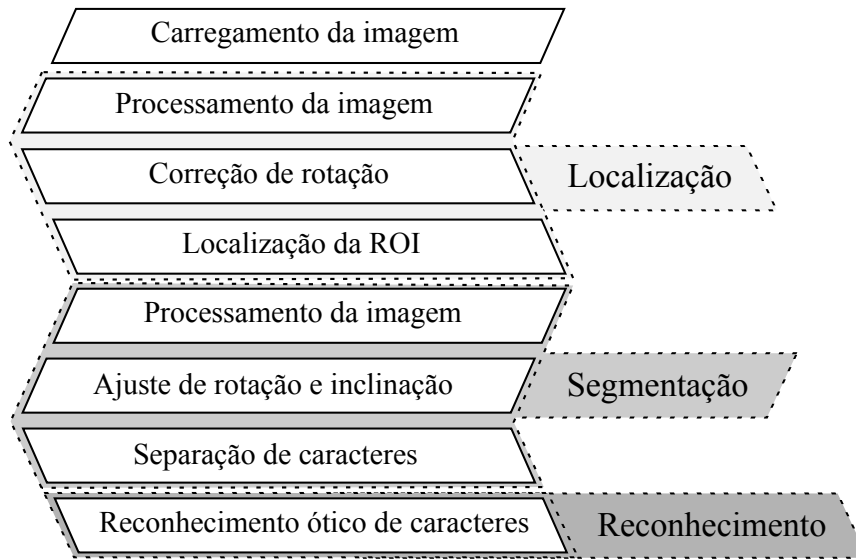 Carregamento da imagem
Processamento da imagem
Correção de rotação
Localização
Localização da ROI
Processamento da imagem
Ajuste de rotação e inclinação
Segmentação
Separação de caracteres
Reconhecimento ótico de caracteres
Reconhecimento